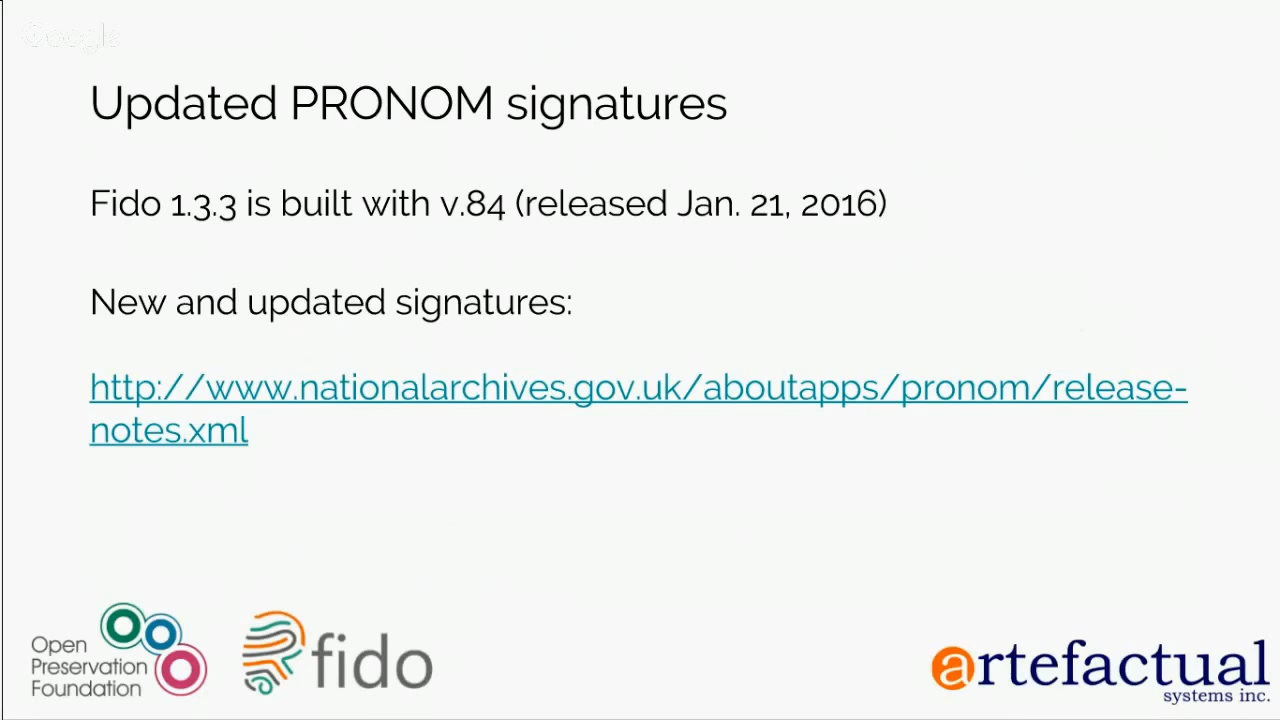 Google
Updated PRONOM signatures
Fido 1.3.3 is built with v.84 (released Jan. 21, 2016)
New and updated signatures:
http://www.nationalarchives.gov.uk/aboutapps/pronom/release-
notes.xml
Open
Preservation
Foundation
fido
artefactual
systems inc.